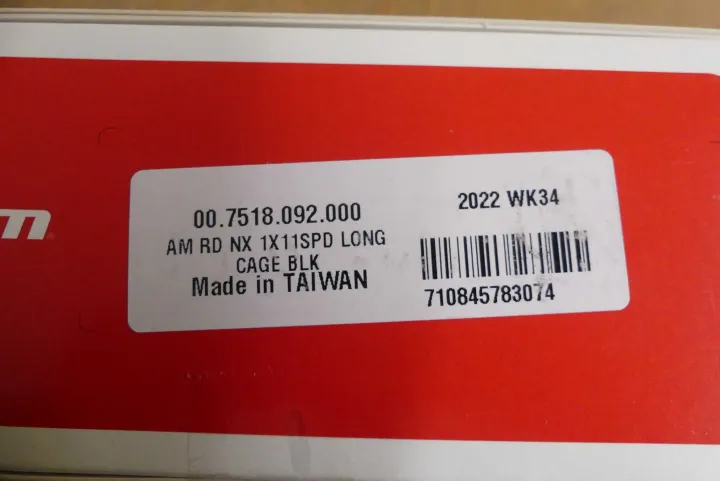 m
00.7518.092.000
2022 WK34
AM RD NX 1X11SPD LONG
CAGE BLK
Made in TAIWAN
710845783074